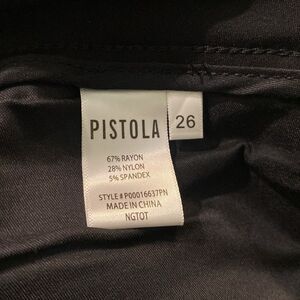 PISTOLA 26
67% RAYON
28% NYLON
5% SPANDEX
STYLE # P00016637PN
MADE IN CHINA
NGTOT